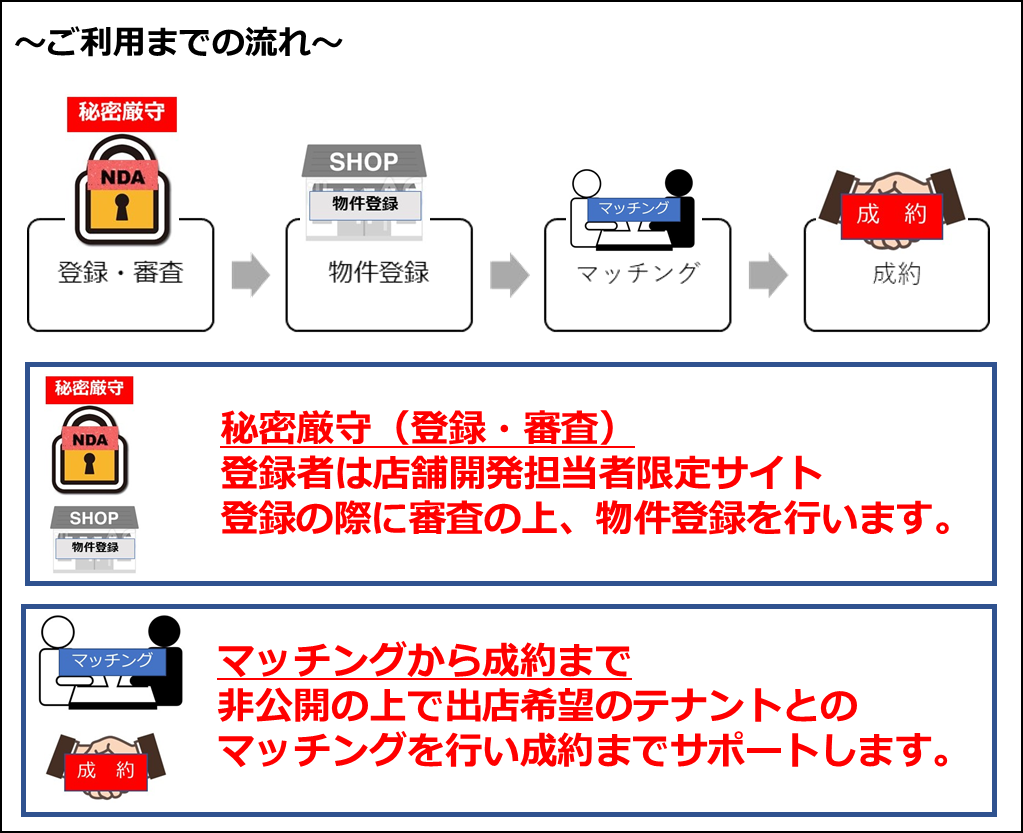 ～ご利用までの流れ～
秘密厳守
NDA
登録・審査
SHOP
物件登録
物件登録
マッチング
マッチング
成　約
成約
秘密厳守
NDA
SHOP
物件登録
秘密厳守（登録・審査）
登録者は店舗開発担当者限定サイト
登録の際に審査の上、物件登録を行います。
マッチング
成　約
マッチングから成約まで
非公開の上で出店希望のテナントとの
マッチングを行い成約までサポートします。